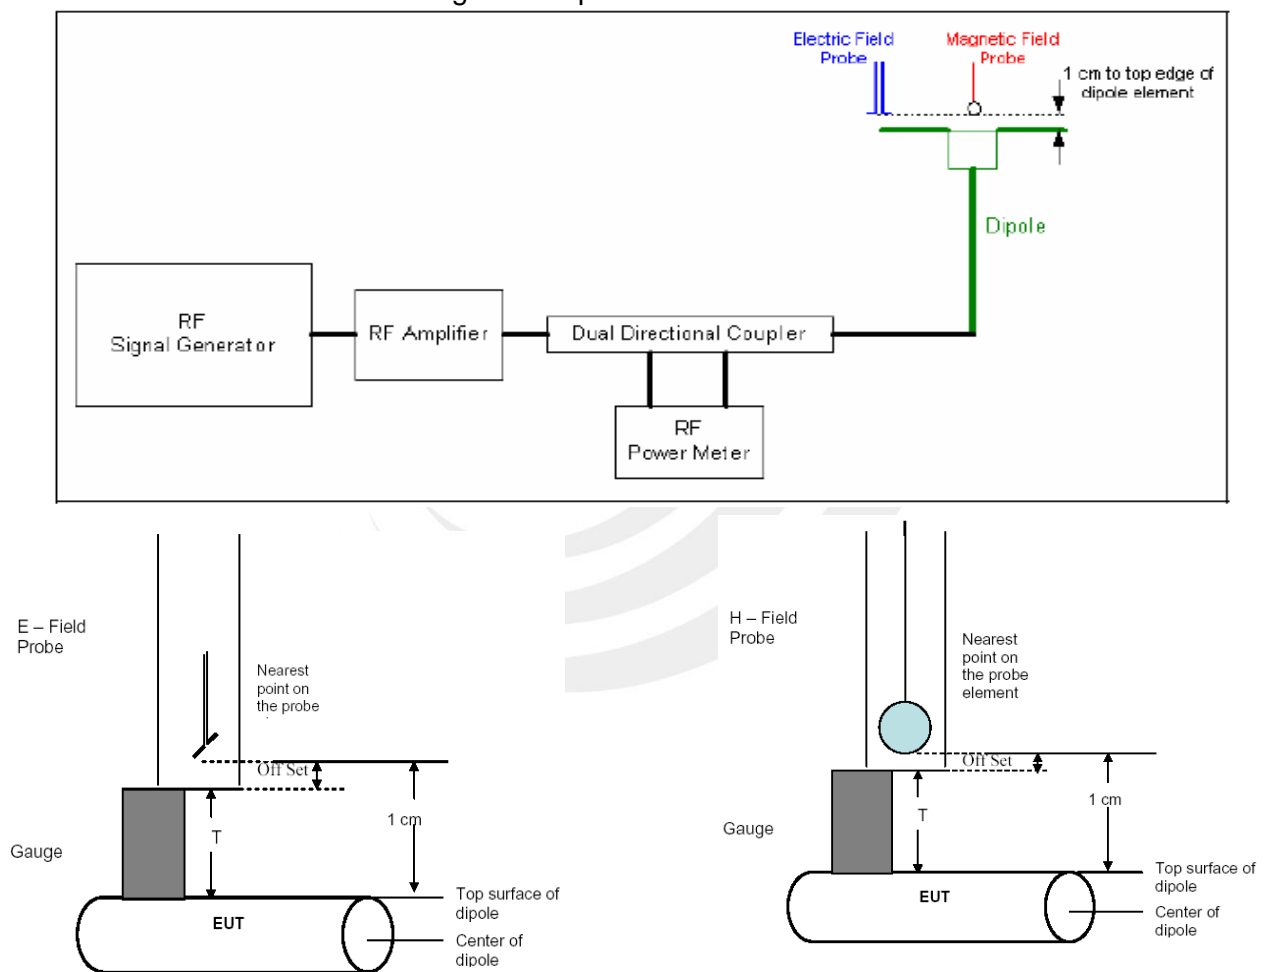 Electric Field
Probe
Magnetic Field
Probe
1 cm to top edge of
dipole element
Dipole
RF
Signal Generator
RF Amplifier
Dual Directional Coupler
RF
Power Meter
E – Field
Probe
Nearest
point on
the probe
Off Set
1 cm
T
Gauge
EUT
Top surface of
dipole
Center of
dipole
H – Field
Probe
Nearest
point on
the probe
element
Off Set
1 cm
T
Gauge
EUT
Top surface of
dipole
Center of
dipole